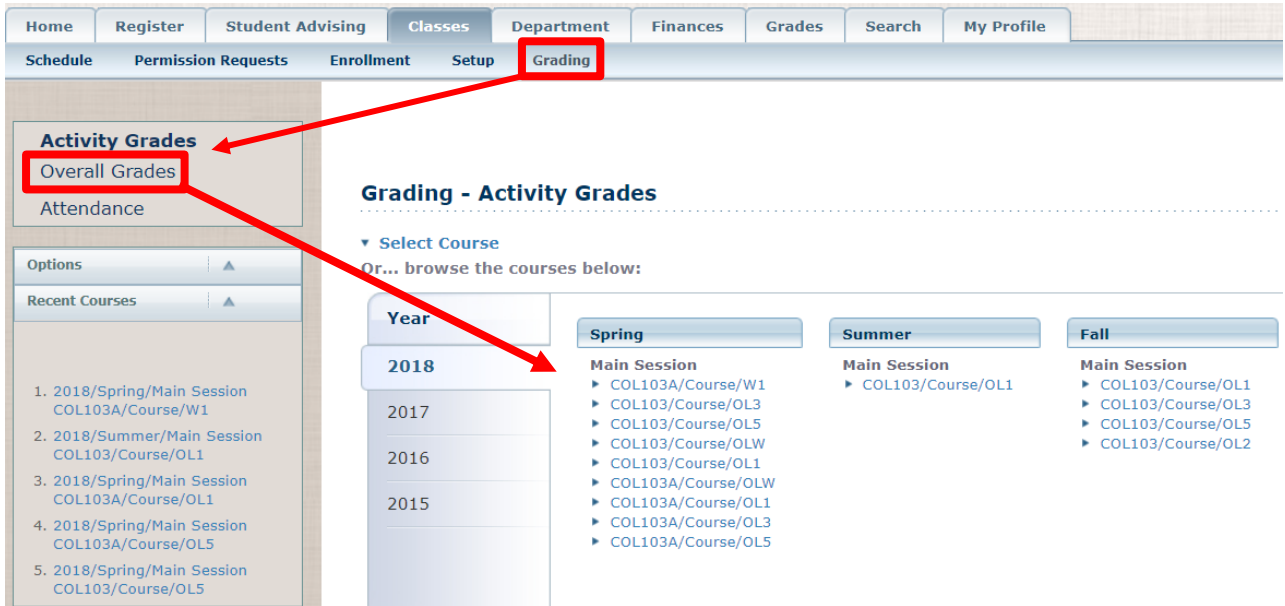 Home Register Student Advising Classes Department Finances Grades Search My Profile
Schedule Permission Requests Enrollment Setup Grading
Activity Grades
Overall Grades
Attendance
Options
Recent Courses
1. 2018/Spring/Main Session
COL103A/Course/W1
2. 2018/Summer/Main Session
COL103/Course/OL1
3. 2018/Spring/Main Session
COL103A/Course/OL1
4. 2018/Spring/Main Session
COL103A/Course/OL5
5. 2018/Spring/Main Session
COL103/Course/OL5
Grading - Activity Grades
Select Course
Or... browse the courses below:
Year
2018
2017
2016
2015
Spring
Main Session
COL103A/Course/W1
COL103/Course/OL3
COL103/Course/OL5
COL103/Course/OLW
COL103/Course/OL1
COL103A/Course/OLW
COL103A/Course/OL1
COL103A/Course/OL3
COL103A/Course/OL5
Summer
Main Session
COL103/Course/OL1
Fall
Main Session
COL103/Course/OL1
COL103/Course/OL3
COL103/Course/OL5
COL103/Course/OL2